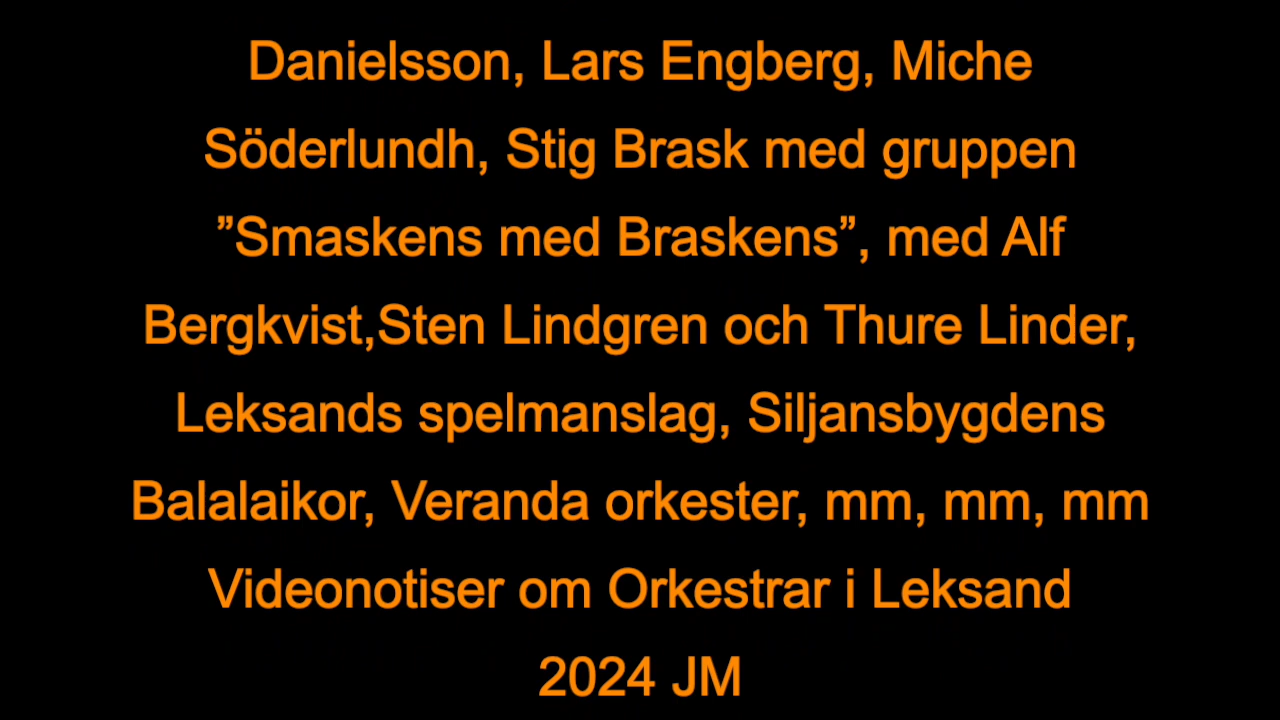 Danielsson, Lars Engberg, Miche
Söderlundh, Stig Brask med gruppen
”Smaskens med Braskens”, med Alf
Bergkvist,Sten Lindgren och Thure Linder,
Leksands spelmanslag, Siljansbygdens
Balalaikor, Veranda orkester, mm, mm, mm
Videonotiser om Orkestrar i Leksand
2024 JM